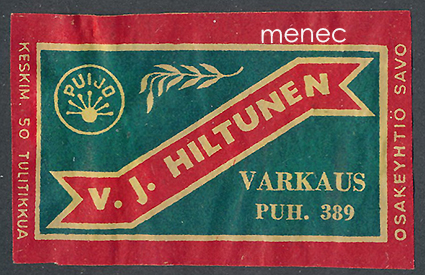 menec
KESKIM. 50 TULITIKKUA
PUIJO
V. J. HILTUNEN
VARKAUS
PUH. 389
OSAKEYHTIÖ SAVO